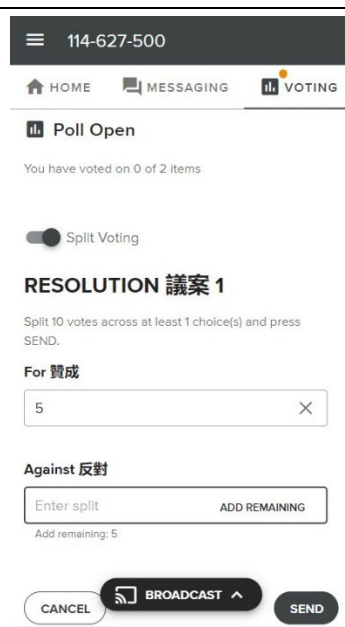 114-627-500
HOME MESSAGING VOTING
Poll Open
You have voted on 0 of 2 items
Split Voting
RESOLUTION 議案 1
Split 10 votes across at least 1 choice(s) and press
SEND.
For 贊成
5
Against 反對
Enter split ADD REMAINING
Add remaining: 5
CANCEL BROADCAST SEND